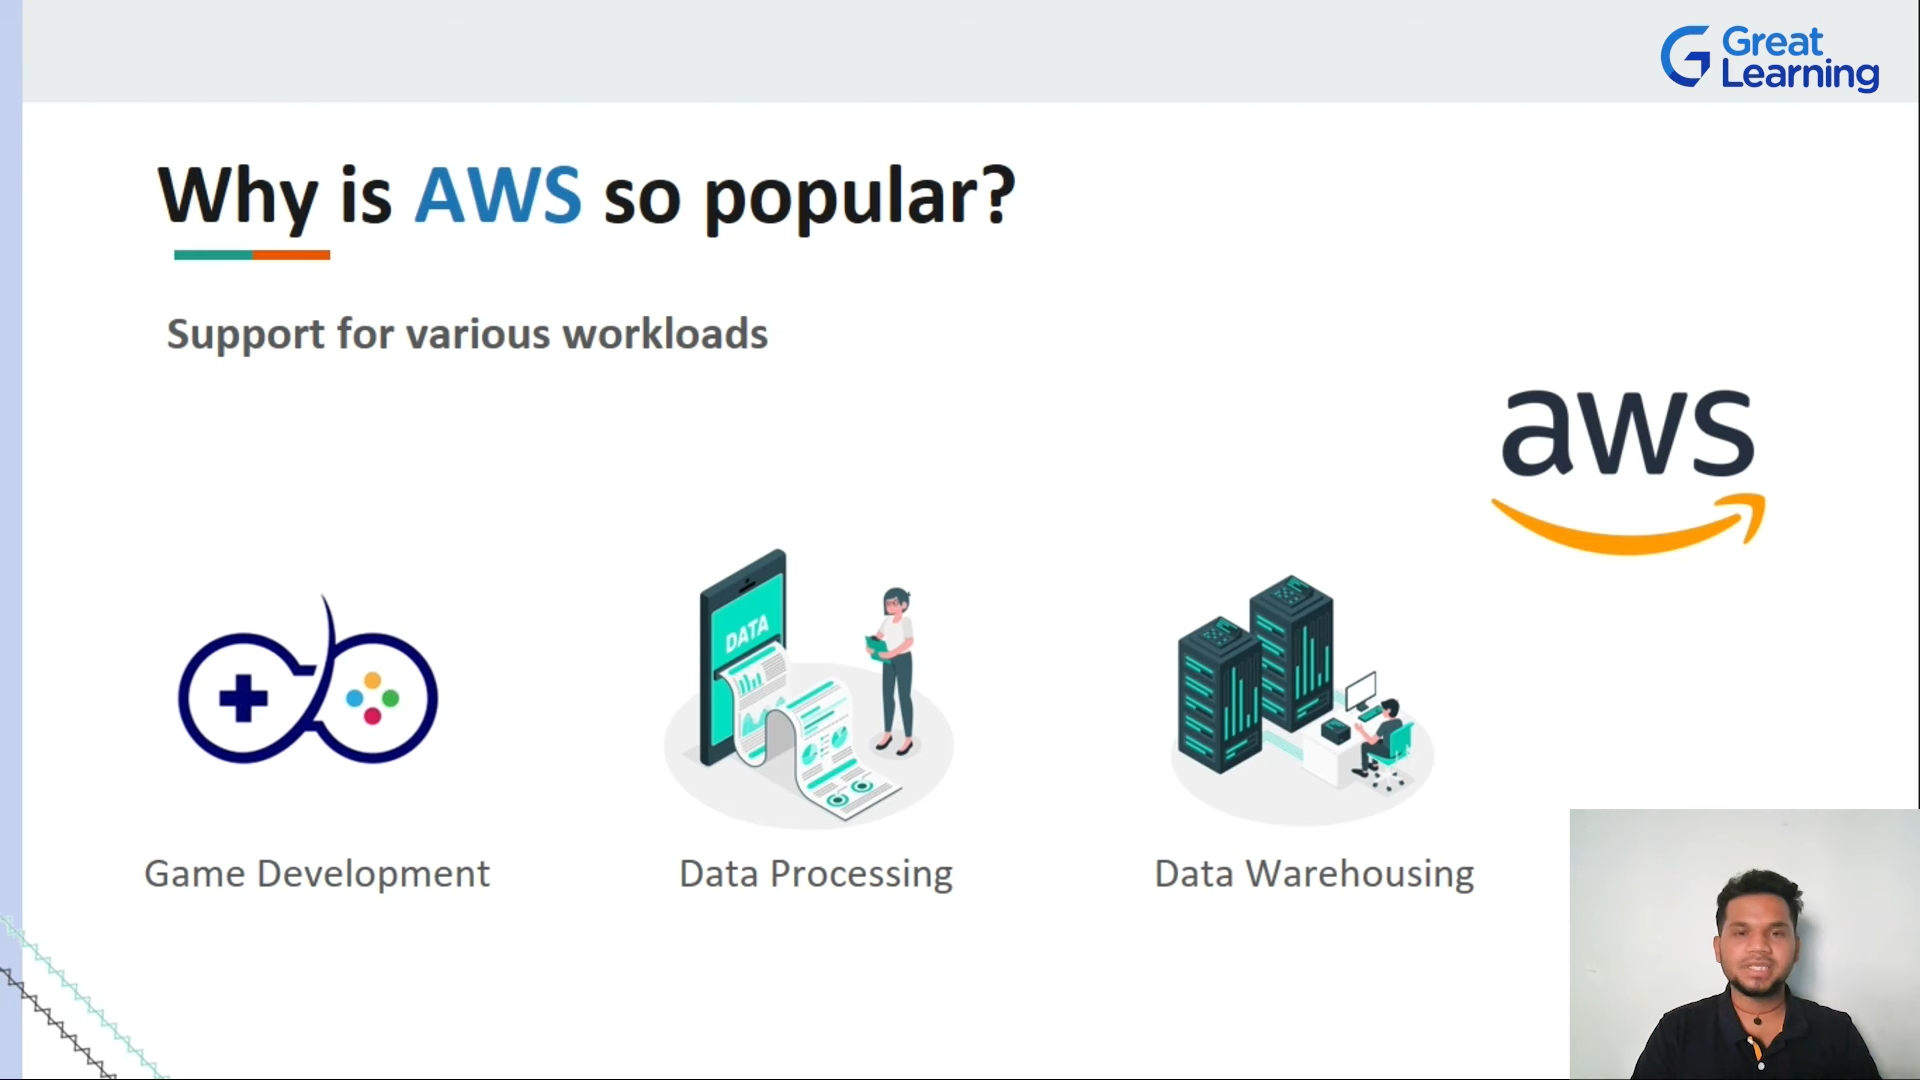 Great
Learning
Why is AWS so popular?
Support for various workloads
aws
DATA
Game Development
Data Processing
Data Warehousing